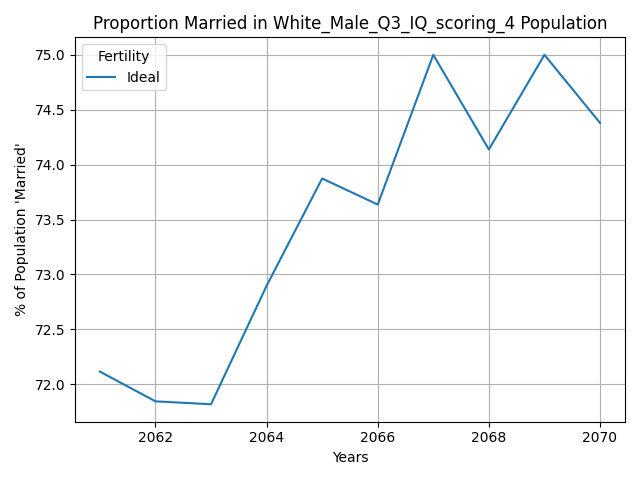 Proportion Married in White_Male_Q3_IQ_scoring_4 Population
Fertility
Ideal
75.0
74.5
74.0
73.5
73.0
72.5
72.0
% of Population 'Married'
2062
2064
2066
2068
2070
Years